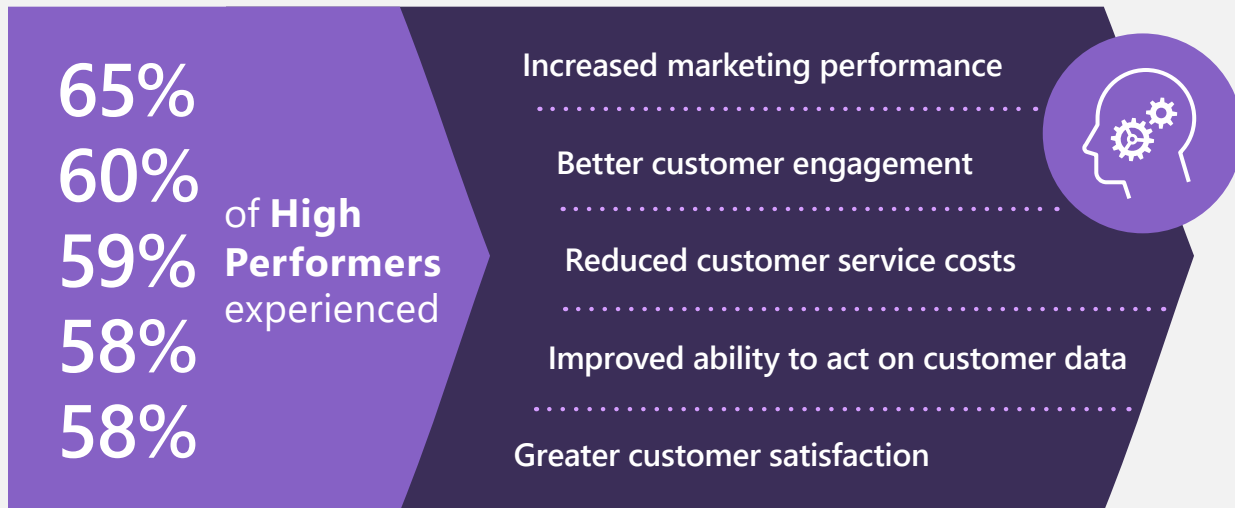 65%
60%
59%
58%
58%
of High
Performers
experienced
Increased marketing performance
Better customer engagement
Reduced customer service costs
Improved ability to act on customer data
Greater customer satisfaction